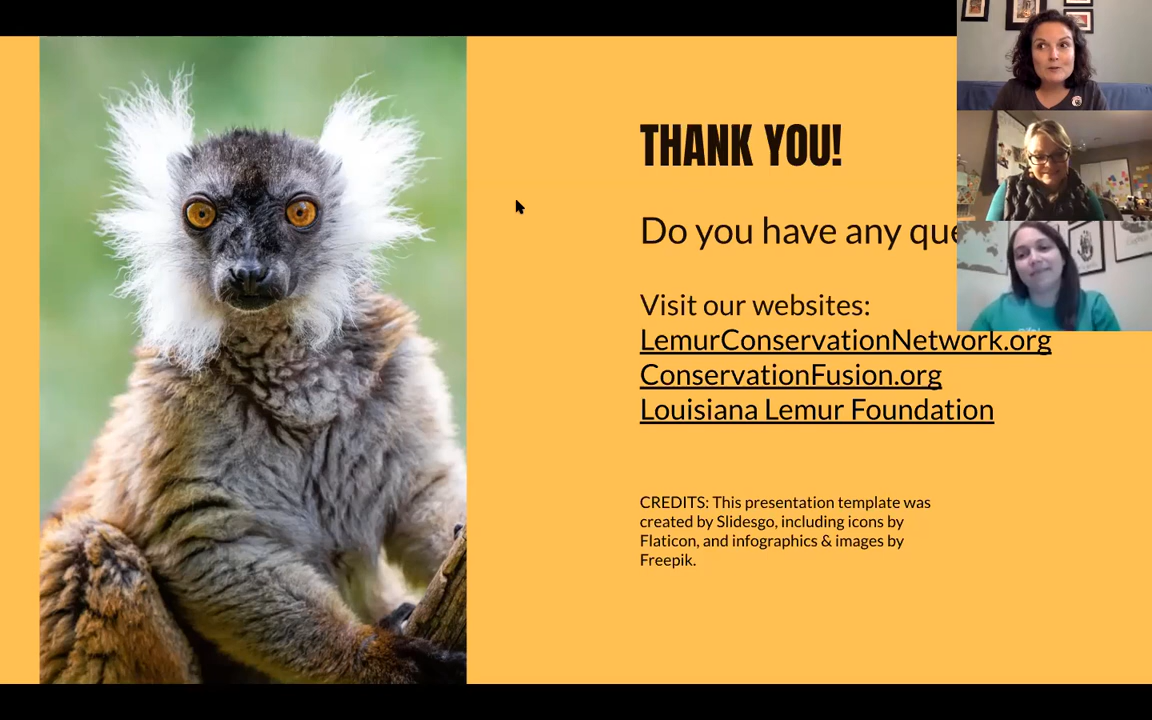 THANK YOU!
Do you have any que
Visit our websites:
LemurConservationNetwork.org
ConservationFusion.org
Louisiana Lemur Foundation
CREDITS: This presentation template was
created by Slidesgo, including icons by
Flaticon, and infographics & images by
Freepik.